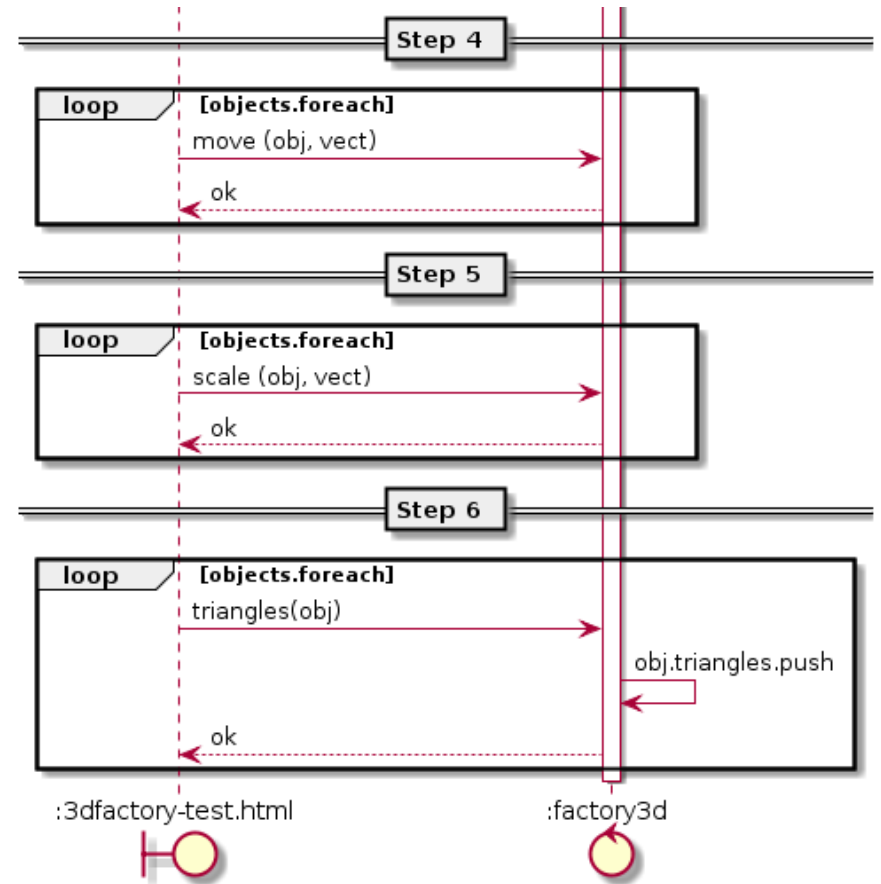 Step 4
loop [objects.foreach]
move (obj, vect)
ok
Step 5
loop [objects.foreach]
scale (obj, vect)
ok
Step 6
loop [objects.foreach]
triangles(obj)
obj.triangles.push
ok
:3dfactory-test.html :factory3d